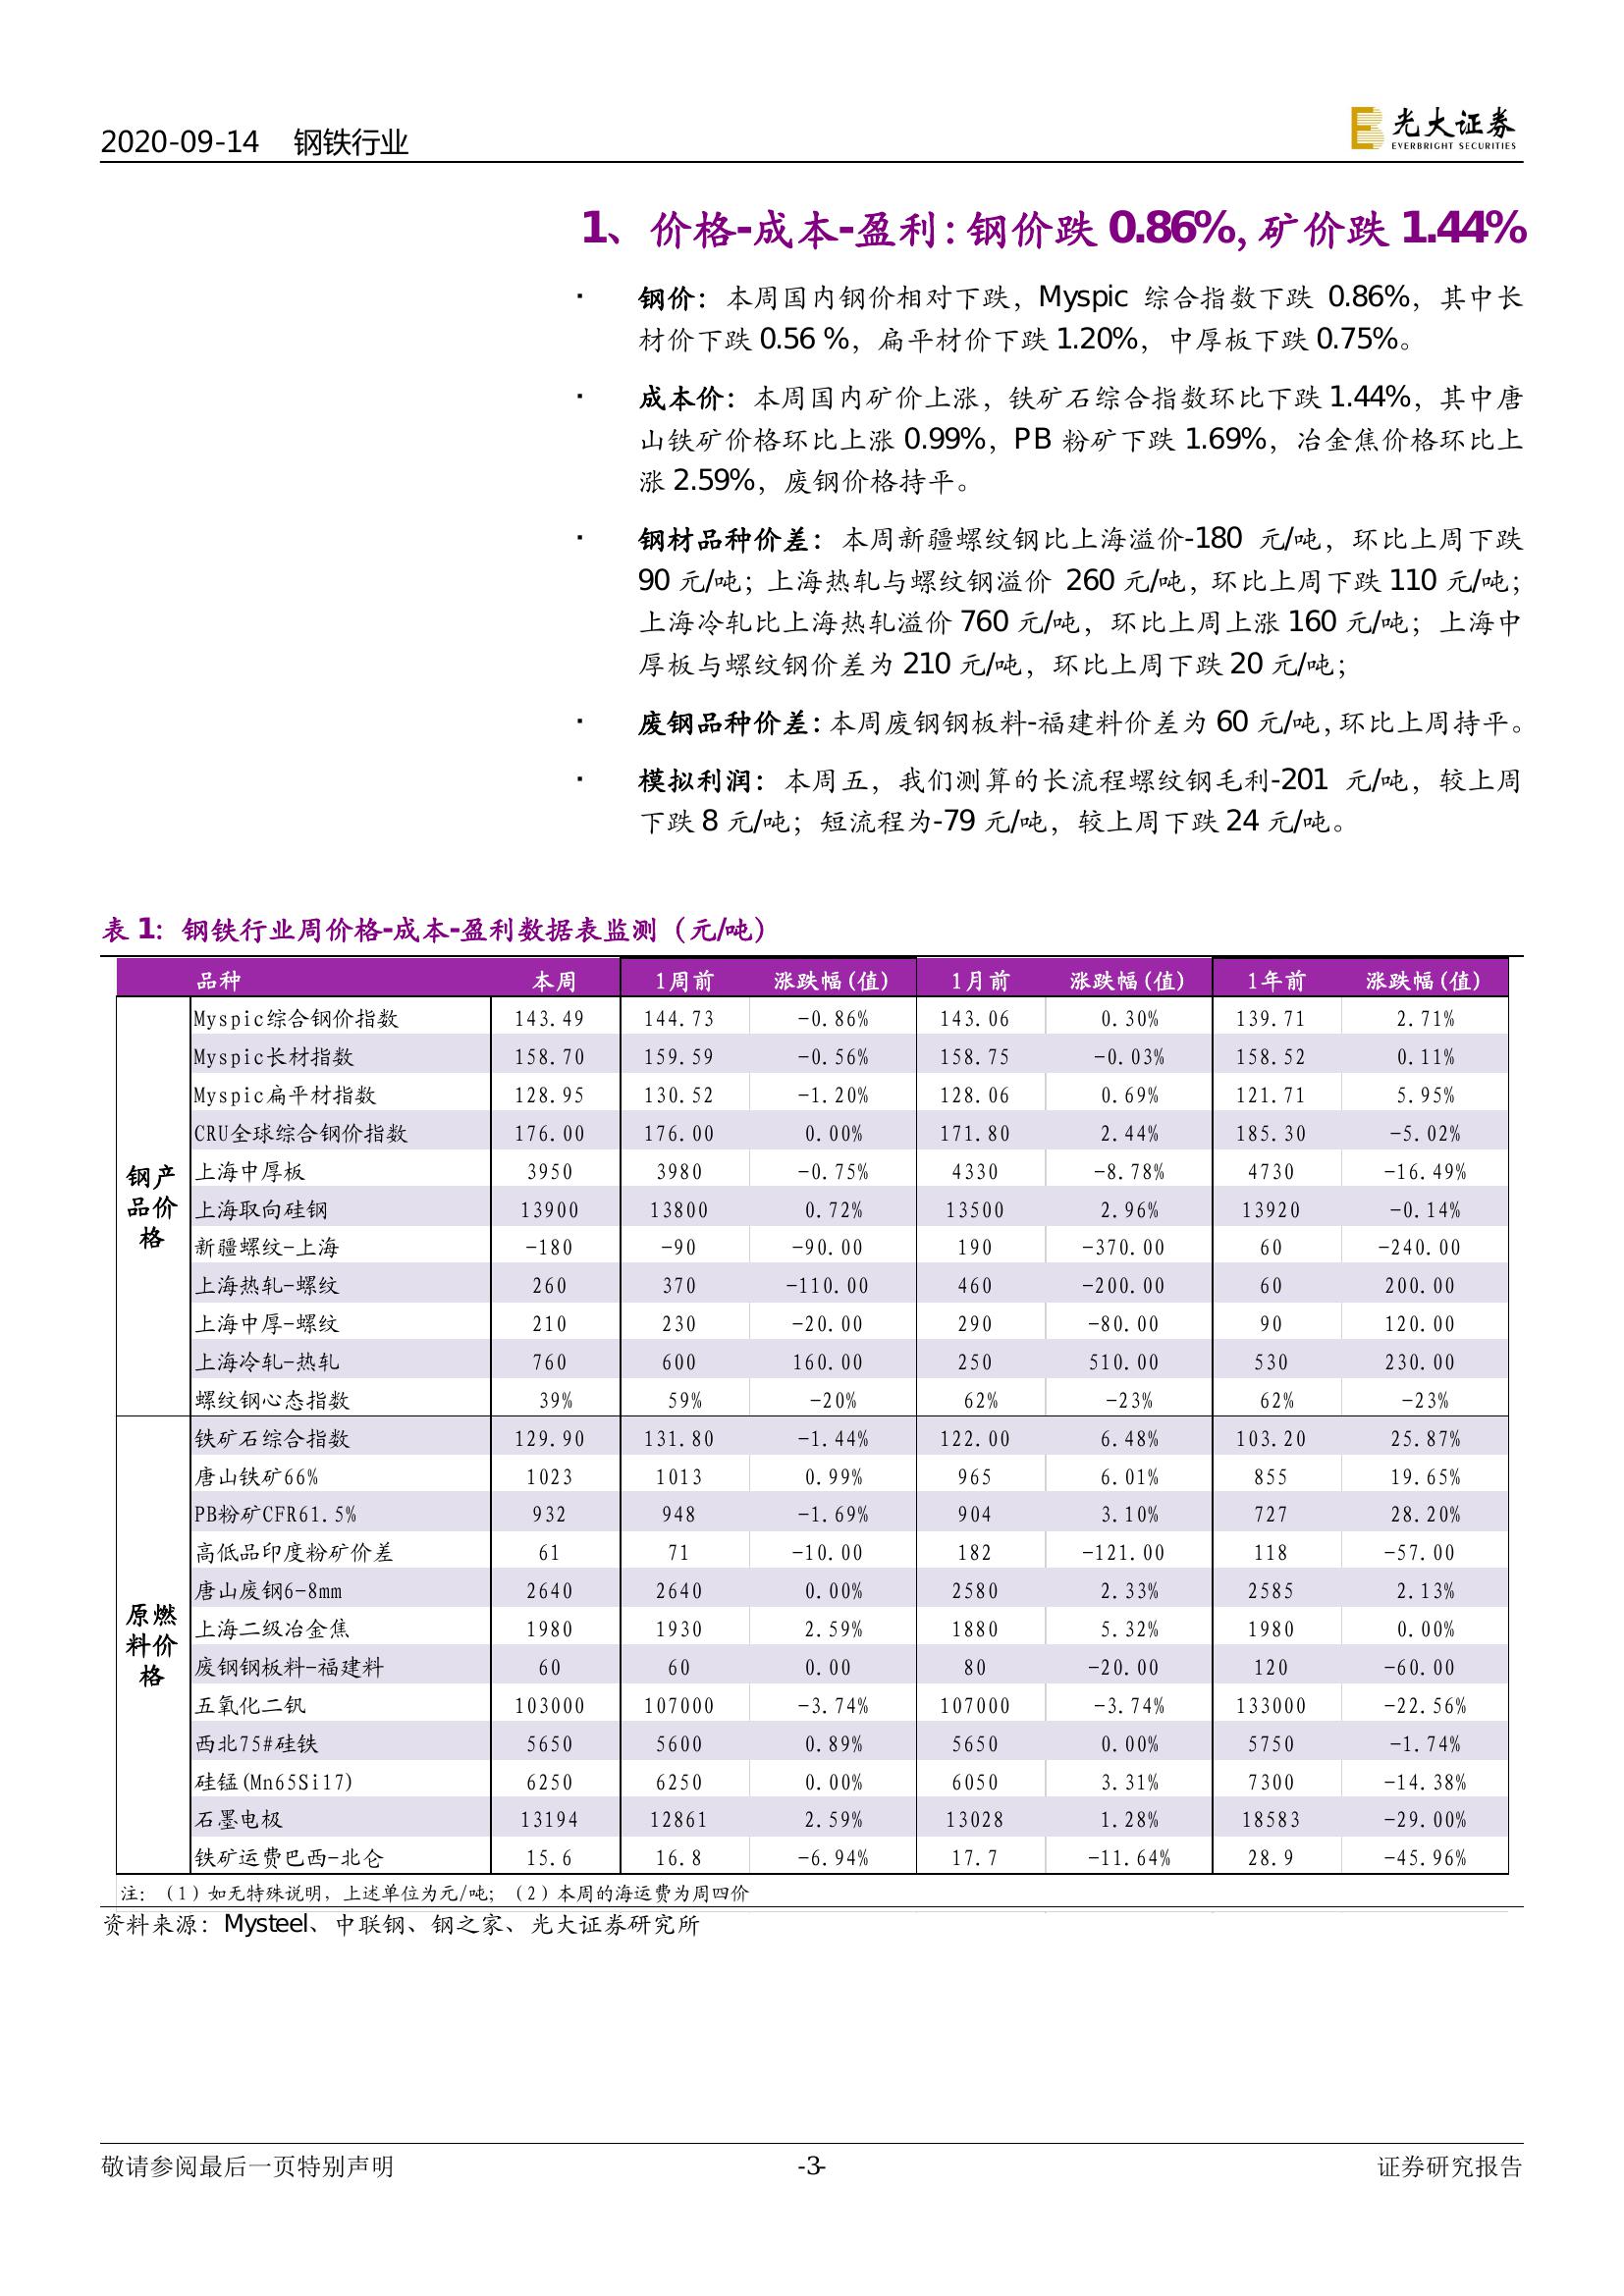 2020-09-14 钢铁行业
光大证券
EVERBRIGHT SECURITIES
1、价格-成本-盈利：钢价跌 0.86%，矿价跌 1.44%
▪ 钢价：本周国内钢价相对下跌，Myspic 综合指数下跌 0.86%，其中长
材价下跌 0.56 %，扁平材价下跌 1.20%，中厚板下跌 0.75%。
▪ 成本价：本周国内矿价上涨，铁矿石综合指数环比下跌 1.44%，其中唐
山铁矿价格环比上涨 0.99%，PB 粉矿下跌 1.69%，冶金焦价格环比上
涨 2.59%，废钢价格持平。
▪ 钢材品种价差：本周新疆螺纹钢比上海溢价-180 元/吨，环比上周下跌
90 元/吨；上海热轧与螺纹钢溢价 260 元/吨，环比上周下跌 110 元/吨；
上海冷轧比上海热轧溢价 760 元/吨，环比上周上涨 160 元/吨；上海中
厚板与螺纹钢价差为 210 元/吨，环比上周下跌 20 元/吨；
▪ 废钢品种价差：本周废钢钢板料-福建料价差为 60 元/吨，环比上周持平。
▪ 模拟利润：本周五，我们测算的长流程螺纹钢毛利-201 元/吨，较上周
下跌 8 元/吨；短流程为-79 元/吨，较上周下跌 24 元/吨。
表 1：钢铁行业周价格-成本-盈利数据表监测（元/吨）
品种 本周 1周前 涨跌幅(值) 1月前 涨跌幅(值) 1年前 涨跌幅(值)
钢产品价格
Myspic综合钢价指数 143.49 144.73 -0.86% 143.06 0.30% 139.71 2.71%
Myspic长材指数 158.70 159.59 -0.56% 158.75 -0.03% 158.52 0.11%
Myspic扁平材指数 128.95 130.52 -1.20% 128.06 0.69% 121.71 5.95%
CRU全球综合钢价指数 176.00 176.00 0.00% 171.80 2.44% 185.30 -5.02%
上海中厚板 3950 3980 -0.75% 4330 -8.78% 4730 -16.49%
上海取向硅钢 13900 13800 0.72% 13500 2.96% 13920 -0.14%
新疆螺纹-上海 -180 -90 -90.00 190 -370.00 60 -240.00
上海热轧-螺纹 260 370 -110.00 460 -200.00 60 200.00
上海中厚-螺纹 210 230 -20.00 290 -80.00 90 120.00
上海冷轧-热轧 760 600 160.00 250 510.00 530 230.00
螺纹钢心态指数 39% 59% -20% 62% -23% 62% -23%
原燃料价格
铁矿石综合指数 129.90 131.80 -1.44% 122.00 6.48% 103.20 25.87%
唐山铁矿66% 1023 1013 0.99% 965 6.01% 855 19.65%
PB粉矿CFR61.5% 932 948 -1.69% 904 3.10% 727 28.20%
高低品印度粉矿价差 61 71 -10.00 182 -121.00 118 -57.00
唐山废钢6-8mm 2640 2640 0.00% 2580 2.33% 2585 2.13%
上海二级冶金焦 1980 1930 2.59% 1880 5.32% 1980 0.00%
废钢钢板料-福建料 60 60 0.00 80 -20.00 120 -60.00
五氧化二钒 103000 107000 -3.74% 107000 -3.74% 133000 -22.56%
西北75#硅铁 5650 5600 0.89% 5650 0.00% 5750 -1.74%
硅锰(Mn65Si17) 6250 6250 0.00% 6050 3.31% 7300 -14.38%
石墨电极 13194 12861 2.59% 13028 1.28% 18583 -29.00%
铁矿运费巴西-北仑 15.6 16.8 -6.94% 17.7 -11.64% 28.9 -45.96%
注：（1）如无特殊说明，上述单位为元/吨；（2）本周的海运费为周四价
资料来源：Mysteel、中联钢、钢之家、光大证券研究所
敬请参阅最后一页特别声明 -3- 证券研究报告